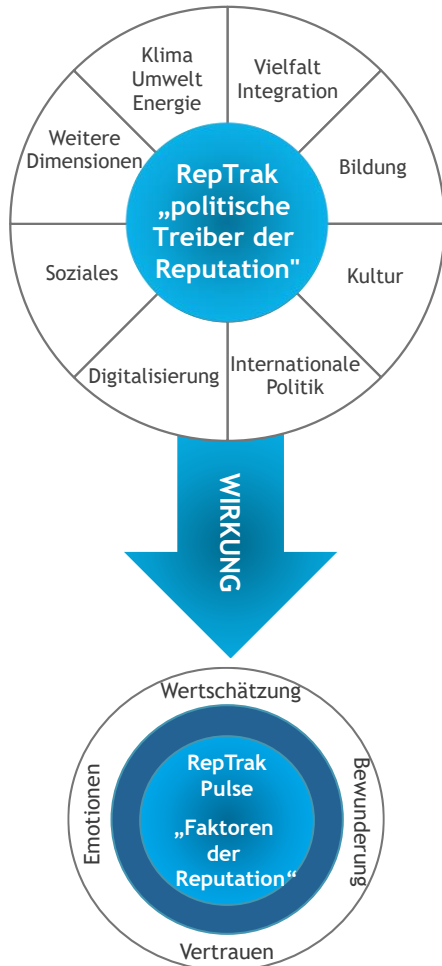 Klima
Umwelt
Energie
Vielfalt
Integration
Weitere
Dimensionen
Bildung
RepTrak
„politische
Treiber der
Reputation"
Soziales
Kultur
Digitalisierung
Internationale
Politik
WIRKUNG
Wertschätzung
Emotionen
Bewunderung
RepTrak
Pulse
„Faktoren
der
Reputation“
Vertrauen